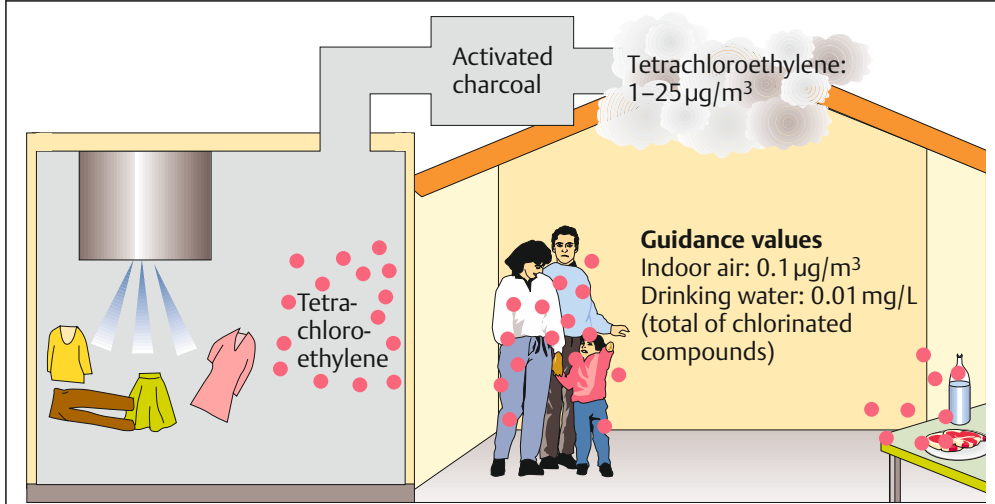 Activated
charcoal
Tetrachloroethylene:
1–25 µg/m³
Tetra-
chloro-
ethylene
Guidance values
Indoor air: 0.1 µg/m³
Drinking water: 0.01 mg/L
(total of chlorinated
compounds)